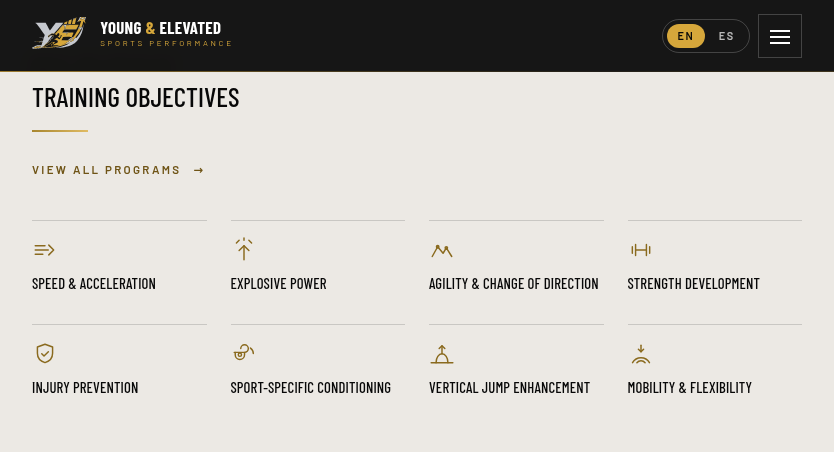 YE
YOUNG & ELEVATED
SPORTS PERFORMANCE
EN ES
TRAINING OBJECTIVES
VIEW ALL PROGRAMS →
SPEED & ACCELERATION
EXPLOSIVE POWER
AGILITY & CHANGE OF DIRECTION
STRENGTH DEVELOPMENT
INJURY PREVENTION
SPORT-SPECIFIC CONDITIONING
VERTICAL JUMP ENHANCEMENT
MOBILITY & FLEXIBILITY